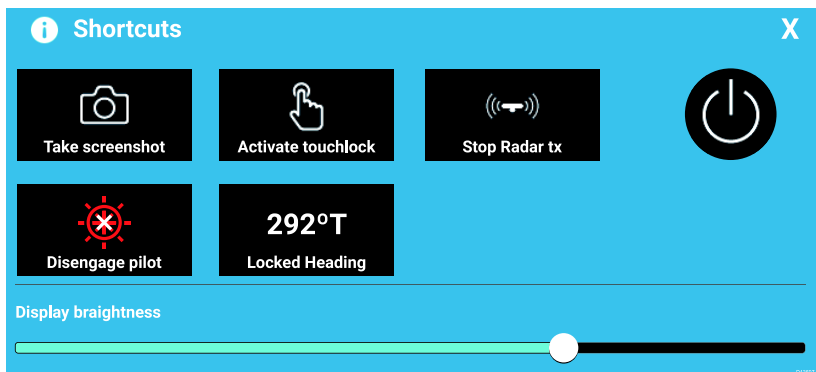 Shortcuts
X
Take screenshot
Activate touchlock
Stop Radar tx
Disengage pilot
292°T
Locked Heading
Display braightness